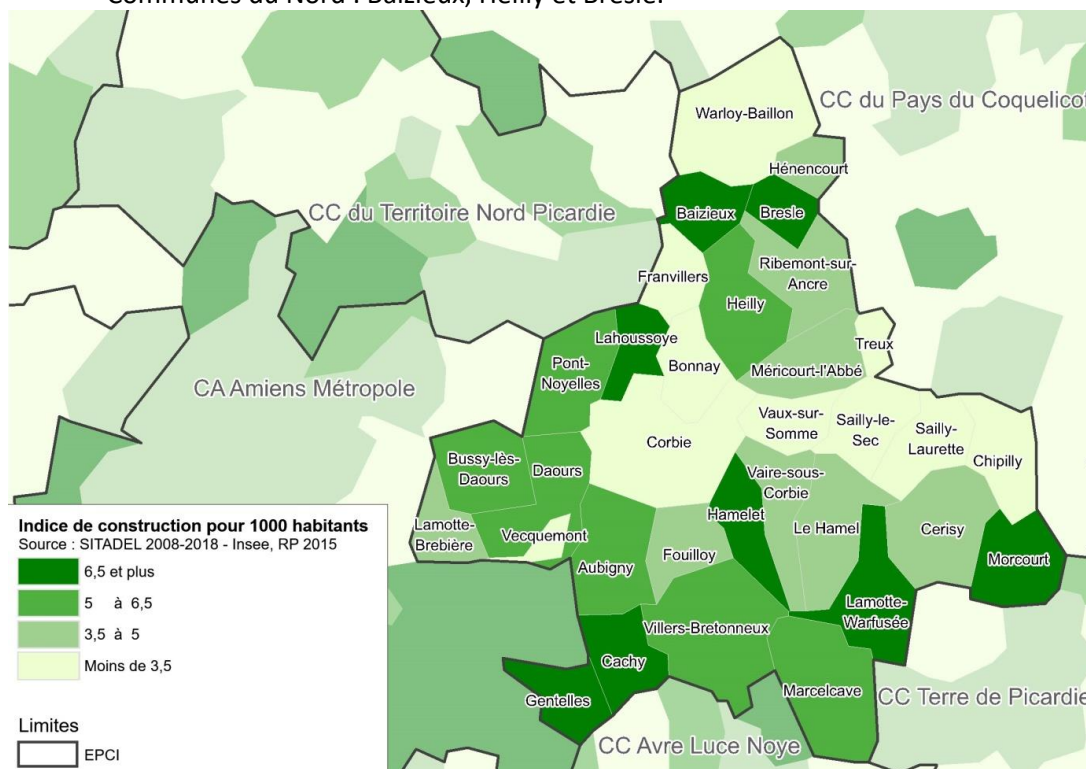 Communes du Nord : Baizieux, Heilly et Bresle.
CC du Pays du Coquelicot
Warloy-Baillon
Hénencourt
CC du Territoire Nord Picardie
Baizieux
Bresle
Franvillers
Ribemont-sur-
Ancre
Heilly
Lahoussoye
Treux
Pont-
Noyelles
Bonnay
Méricourt-l'Abbé
CA Amiens Métropole
Vaux-sur-
Somme
Sailly-le-
Sec
Sailly-
Laurette
Corbie
Chipilly
Bussy-lès-
Daours
Daours
Vaire-sous-
Corbie
Hamelet
Le Hamel
Cerisy
Lamotte-
Brebière
Vecquemont
Fouilloy
Aubigny
Morcourt
Lamotte-
Warfusée
Villers-Bretonneux
Cachy
Marcelcave
Gentelles
CC Terre de Picardie
CC Avre Luce Noye
Indice de construction pour 1000 habitants
Source : SITADEL 2008-2018 - Insee, RP 2015
6,5 et plus
5 à 6,5
3,5 à 5
Moins de 3,5
Limites
EPCI